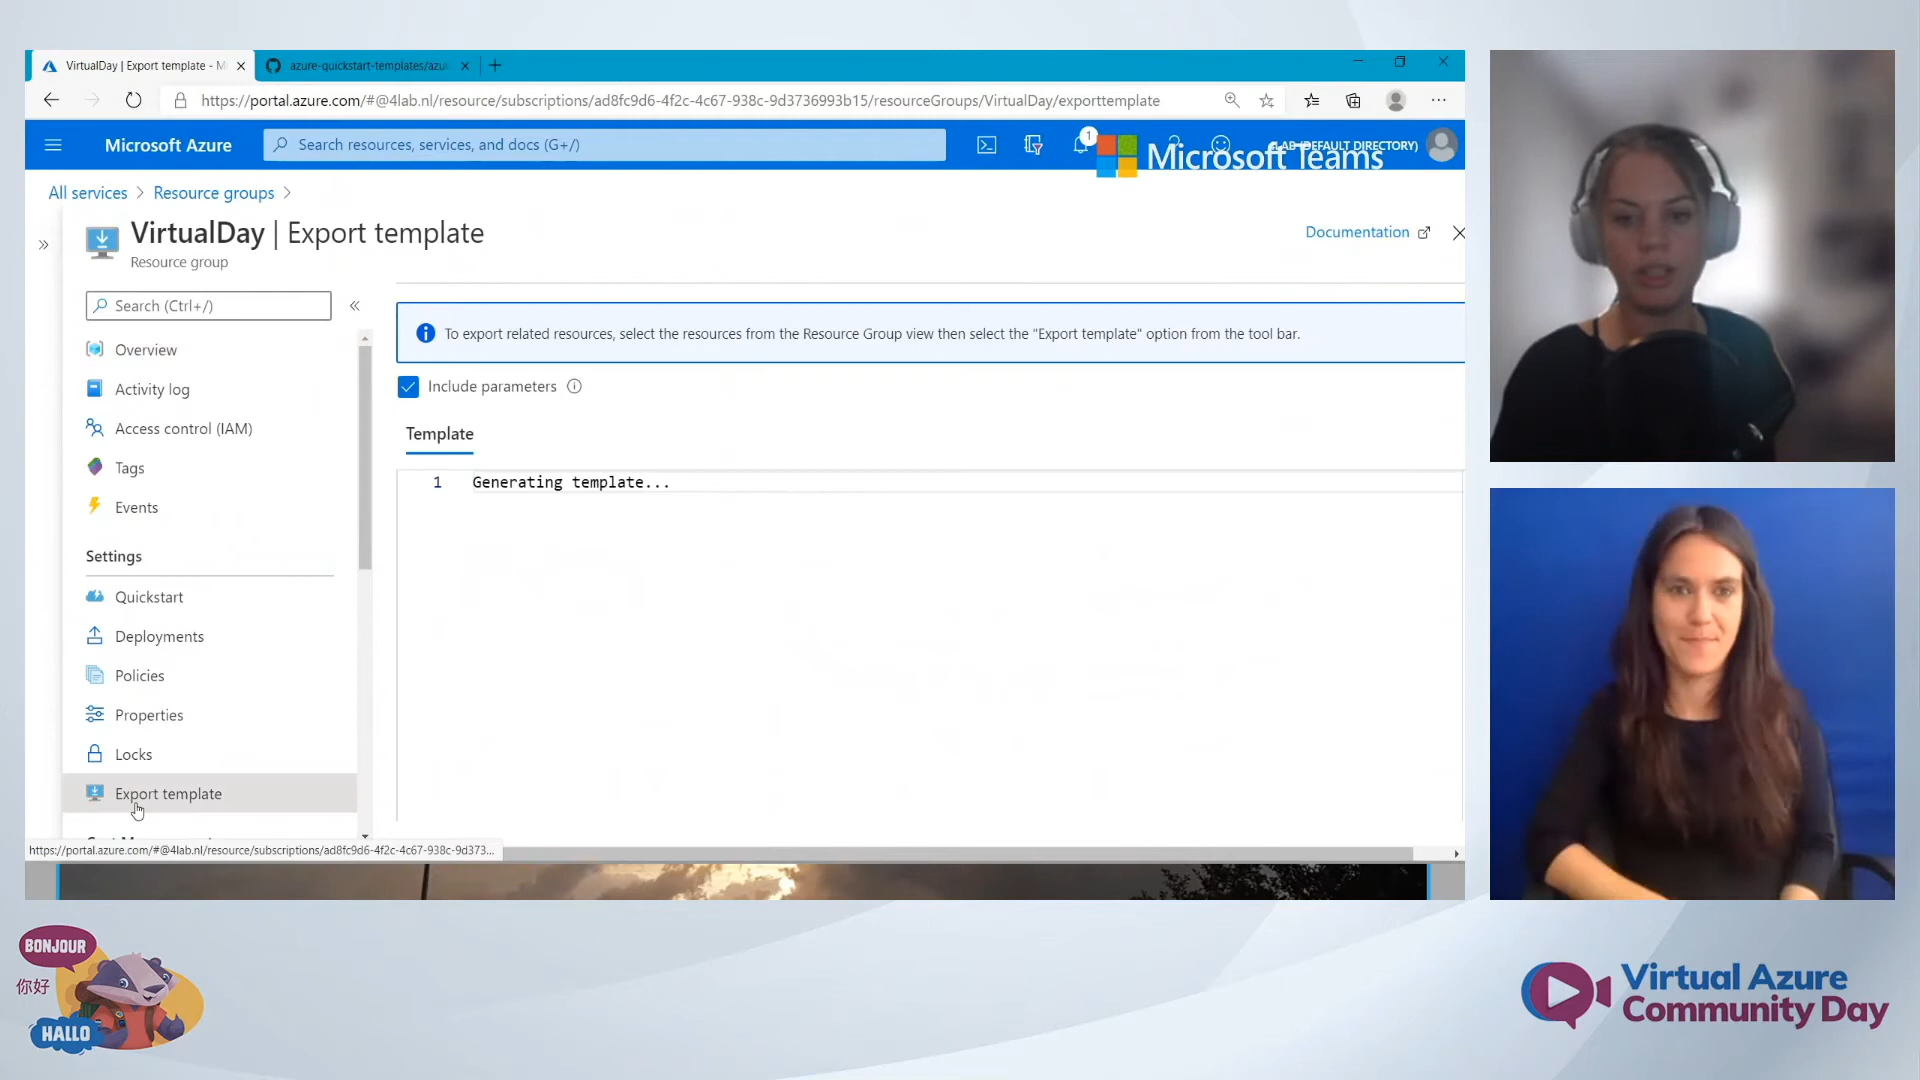 VirtualDay | Export template - M
azure-quickstart-templates/azu
https://portal.azure.com/#@4lab.nl/resource/subscriptions/ad8fc9d6-4f2c-4c67-938c-9d3736993b15/resourceGroups/VirtualDay/exporttemplate
Microsoft Azure
Search resources, services, and docs (G+/)
1
Microsoft Teams
4LAB (DEFAULT DIRECTORY)
All services > Resource groups >
VirtualDay | Export template
Resource group
Documentation
Search (Ctrl+/)
To export related resources, select the resources from the Resource Group view then select the "Export template" option from the tool bar.
Overview
Include parameters
Activity log
Access control (IAM)
Template
Tags
1 Generating template...
Events
Settings
Quickstart
Deployments
Policies
Properties
Locks
Export template
https://portal.azure.com/#@4lab.nl/resource/subscriptions/ad8fc9d6-4f2c-4c67-938c-9d373...
BONJOUR
你好
HALLO
Virtual Azure
Community Day